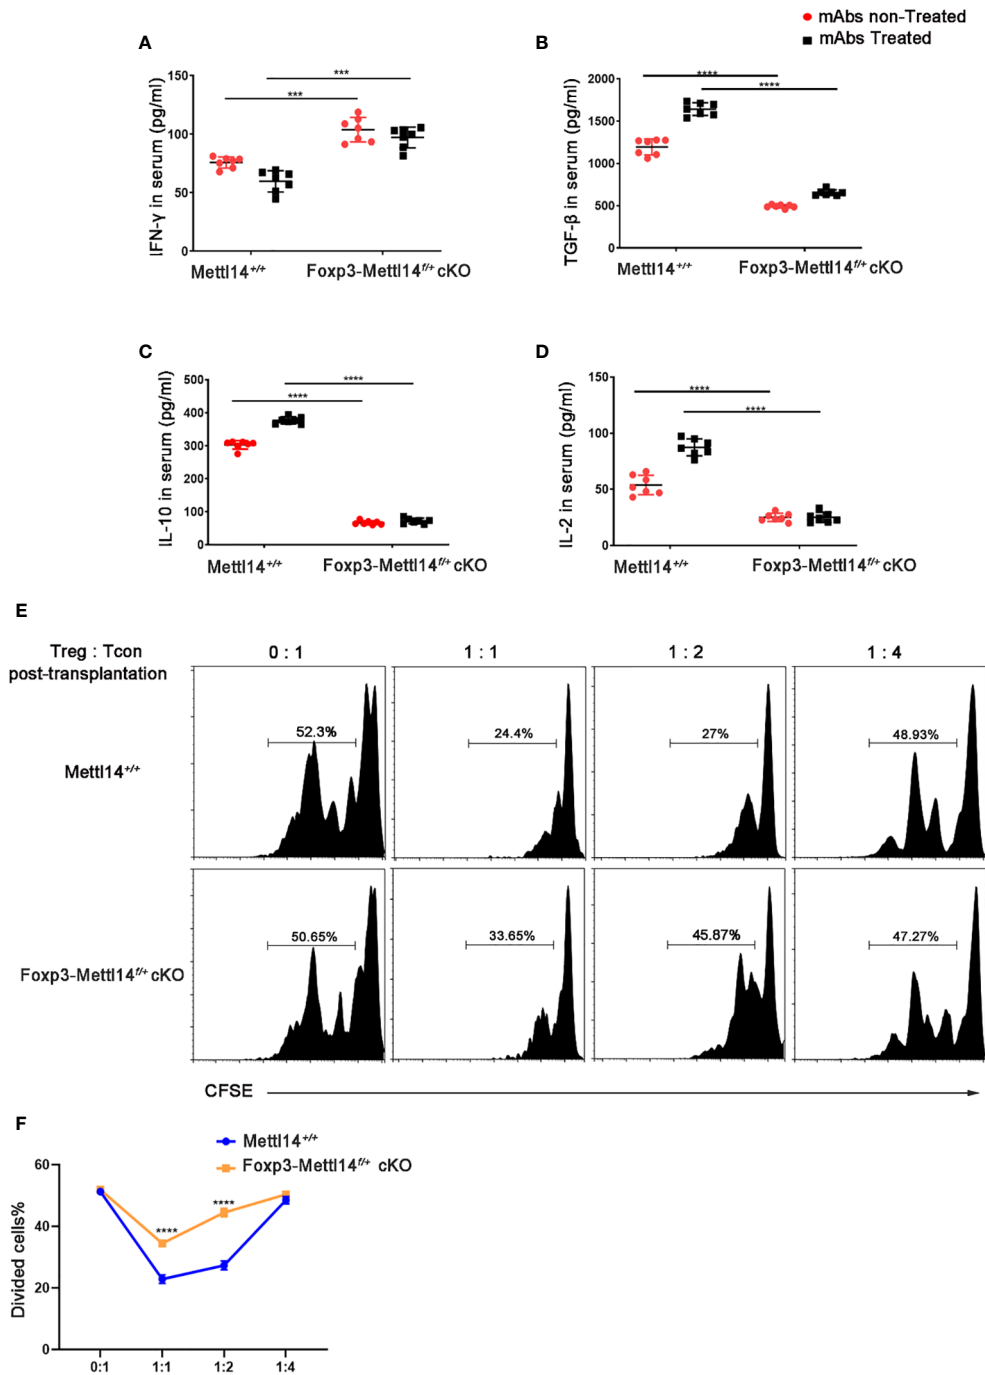 mAbs non-Treated
mAbs Treated
A
IFN-γ in serum (pg/ml)
150
100
50
0
***
***
Mettl14+/+
Foxp3-Mettl14f/+ cKO
B
TGF-β in serum (pg/ml)
2000
1500
1000
500
0
****
****
Mettl14+/+
Foxp3-Mettl14f/+ cKO
C
IL-10 in serum (pg/ml)
500
400
300
200
100
0
****
****
Mettl14+/+
Foxp3-Mettl14f/+ cKO
D
IL-2 in serum (pg/ml)
150
100
50
0
****
****
Mettl14+/+
Foxp3-Mettl14f/+ cKO
E
Treg : Tcon
post-transplantation
0 : 1
1 : 1
1 : 2
1 : 4
Mettl14+/+
52.3%
24.4%
27%
48.93%
Foxp3-Mettl14f/+ cKO
50.65%
33.65%
45.87%
47.27%
CFSE
F
Mettl14+/+
Foxp3-Mettl14f/+ cKO
Divided cells%
60
40
20
0
****
****
0:1
1:1
1:2
1:4